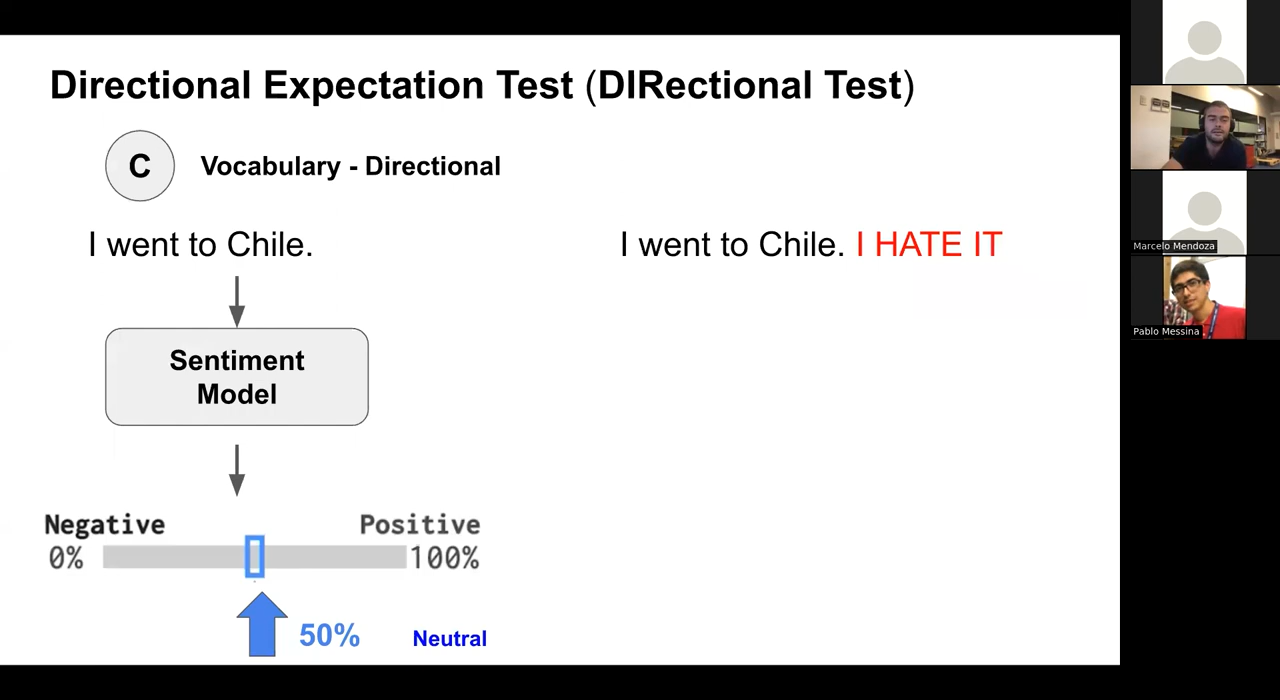 Directional Expectation Test (DIRectional Test)
C
Vocabulary - Directional
I went to Chile.
I went to Chile. I HATE IT
Sentiment
Model
Negative
Positive
0%
100%
50%
Neutral
Marcelo Mendoza
Pablo Messina